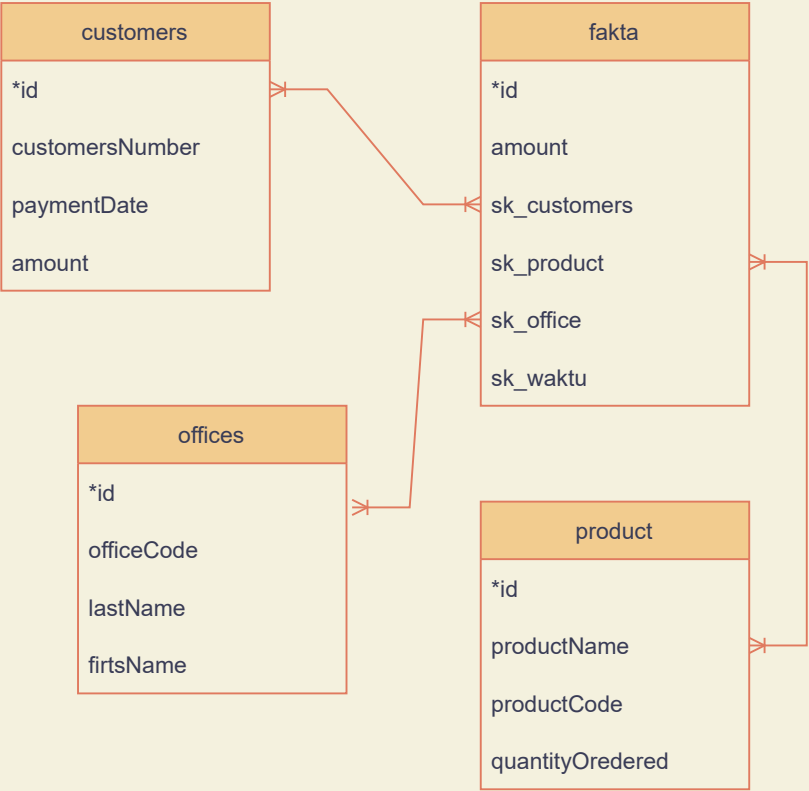 customers
*id
customersNumber
paymentDate
amount
fakta
*id
amount
sk_customers
sk_product
sk_office
sk_waktu
offices
*id
officeCode
lastName
firtsName
product
*id
productName
productCode
quantityOredered